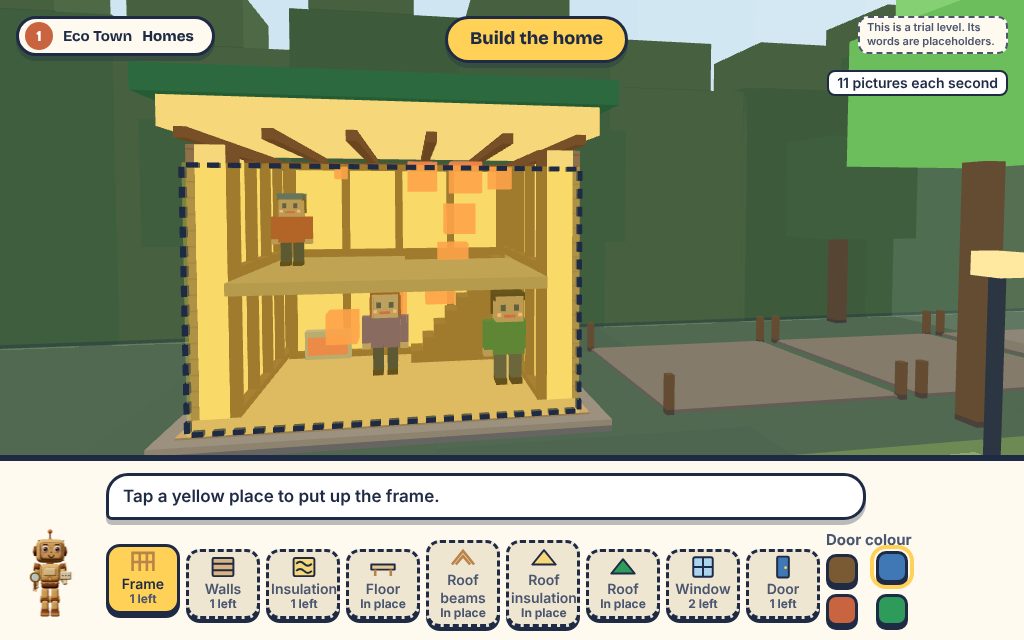 1 Eco Town Homes
Build the home
This is a trial level. Its
words are placeholders.
11 pictures each second
Tap a yellow place to put up the frame.
Door colour
Frame
1 left
Walls
1 left
Insulation
1 left
Floor
In place
Roof
beams
In place
Roof
insulation
In place
Roof
In place
Window
2 left
Door
1 left